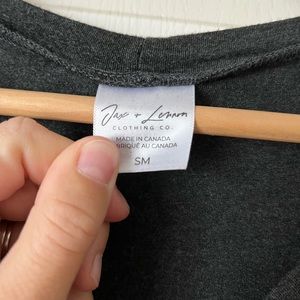 Jax + Lennon
CLOTHING CO.
MADE IN CANADA
BRIQUÉ AU CANADA
SM